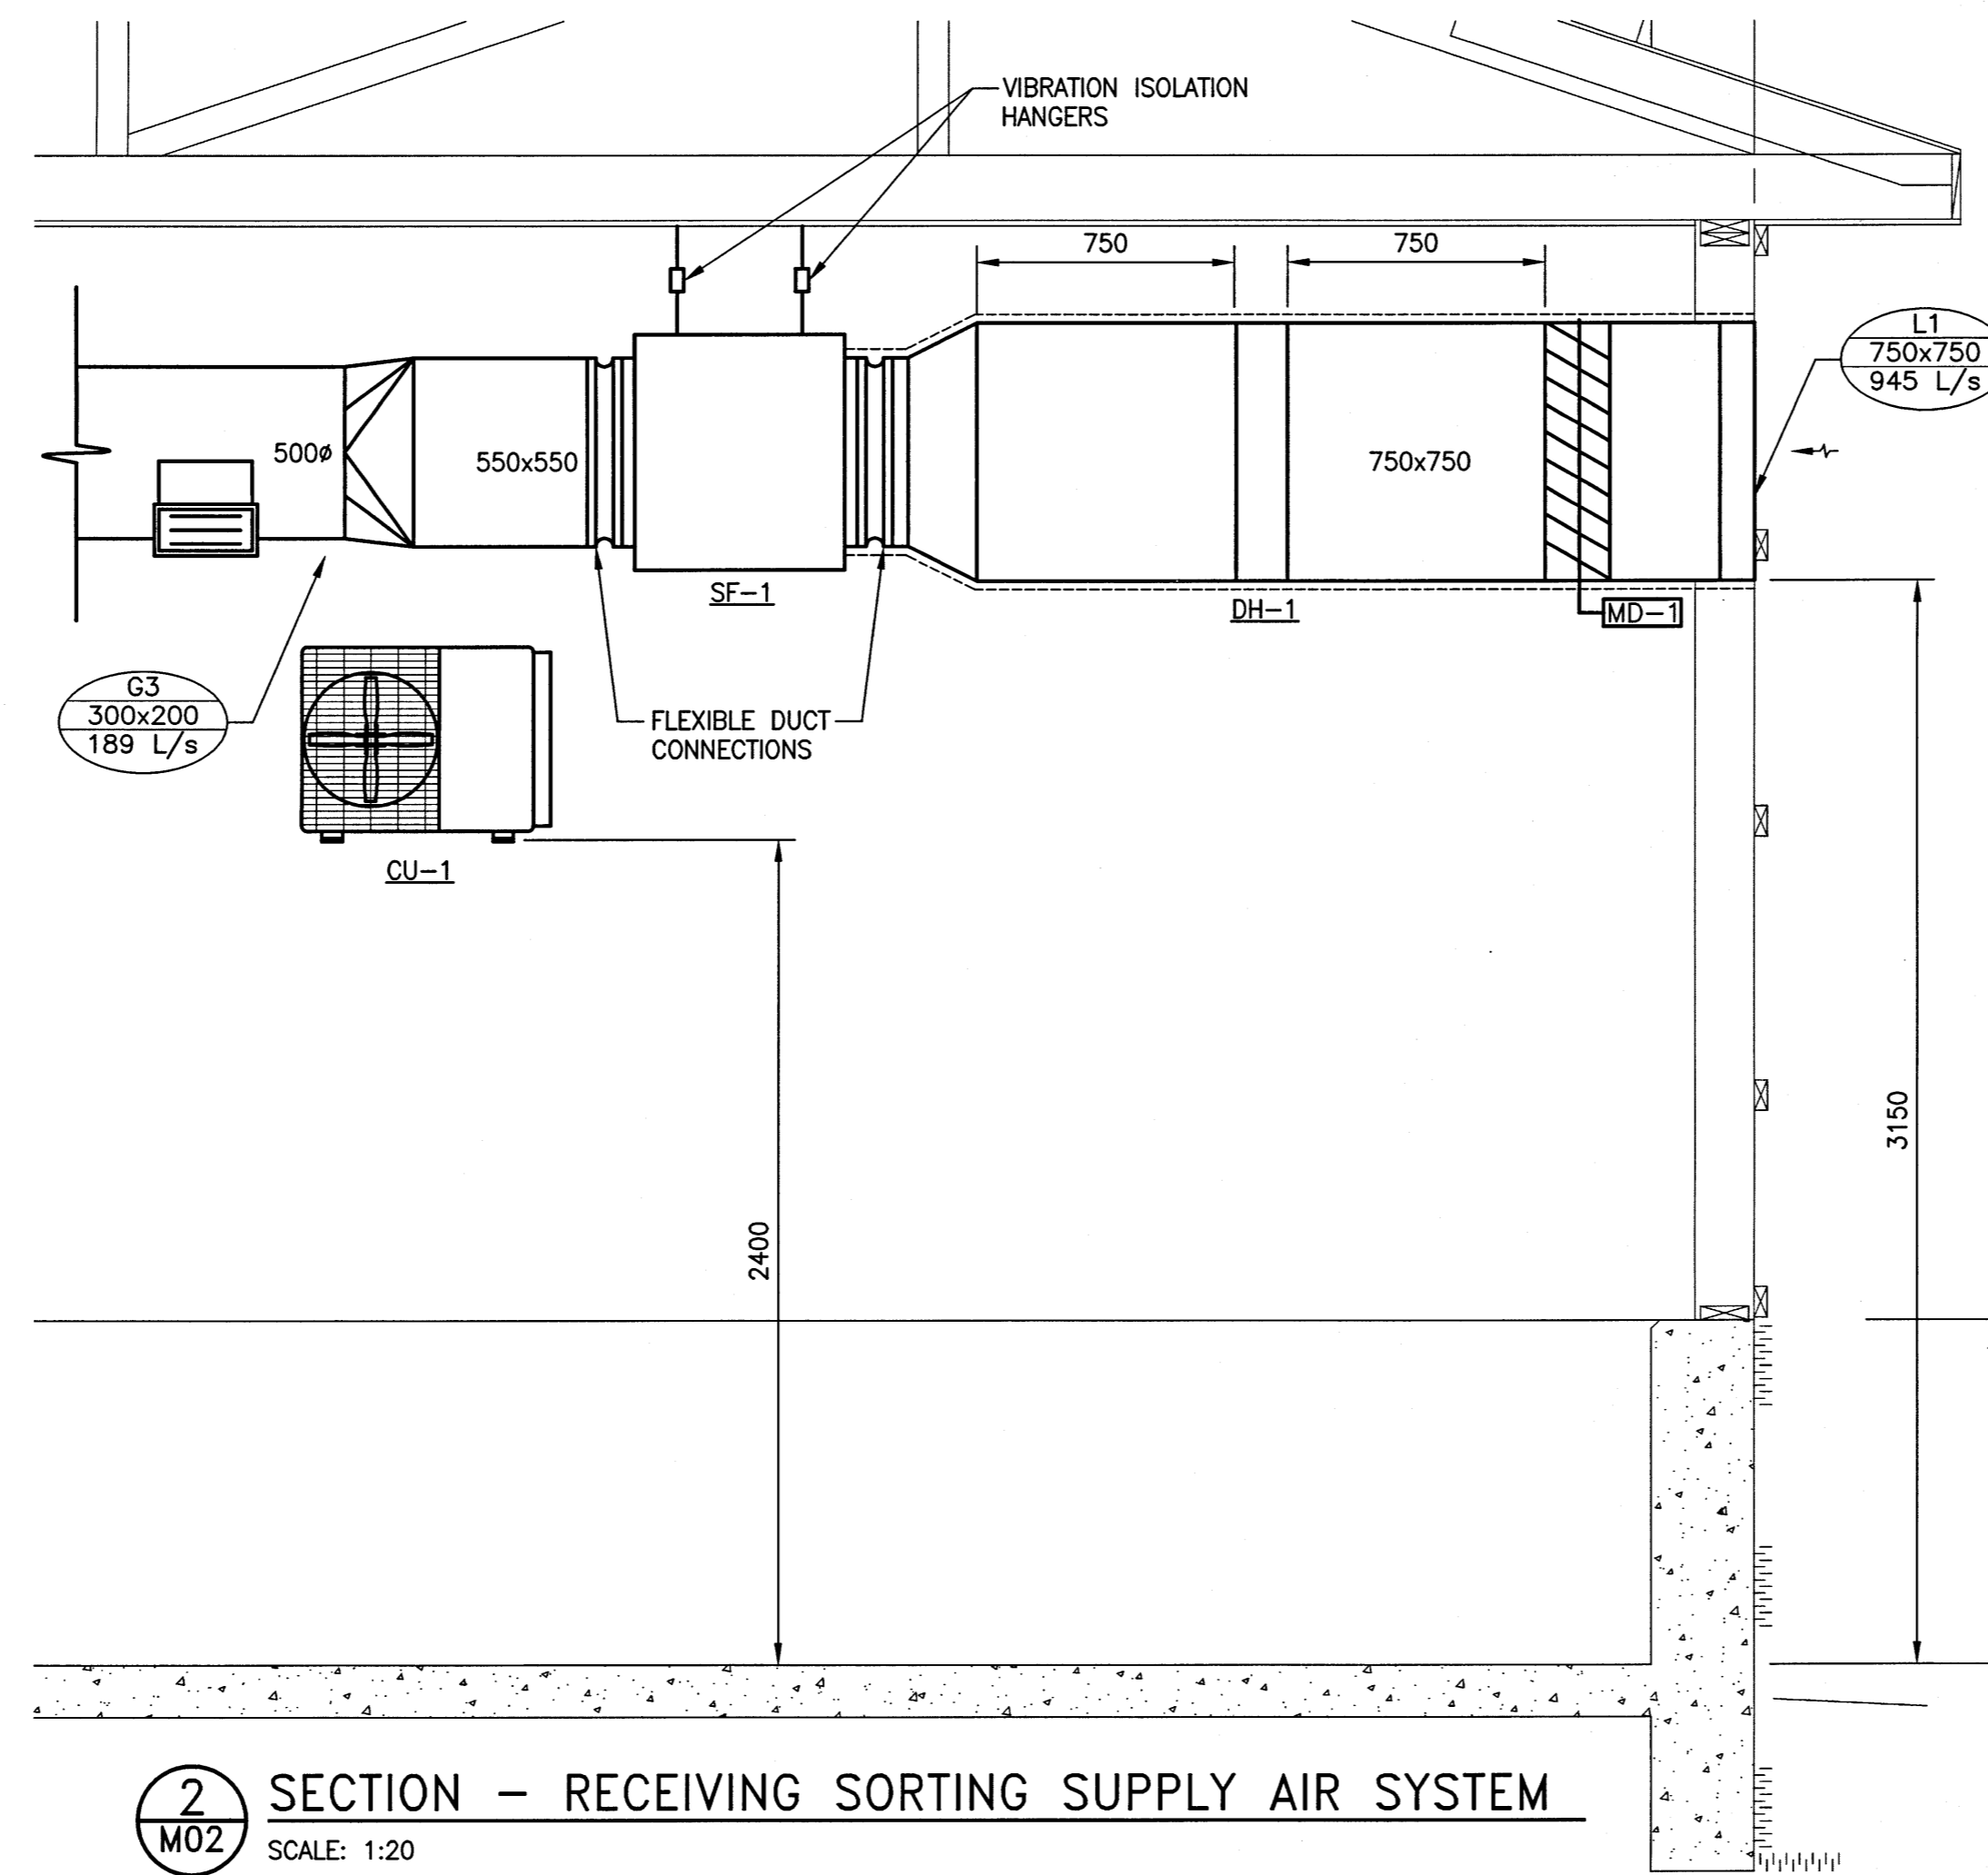 VIBRATION ISOLATION
HANGERS
750
750
L1
750x750
945 L/s
500ø
550x550
750x750
SF-1
DH-1
MD-1
G3
300x200
189 L/s
FLEXIBLE DUCT
CONNECTIONS
CU-1
3150
2400
2
M02
SECTION - RECEIVING SORTING SUPPLY AIR SYSTEM
SCALE: 1:20